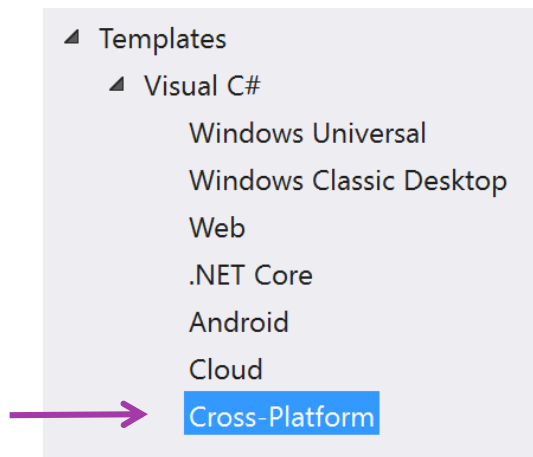 Templates
Visual C#
Windows Universal
Windows Classic Desktop
Web
.NET Core
Android
Cloud
Cross-Platform